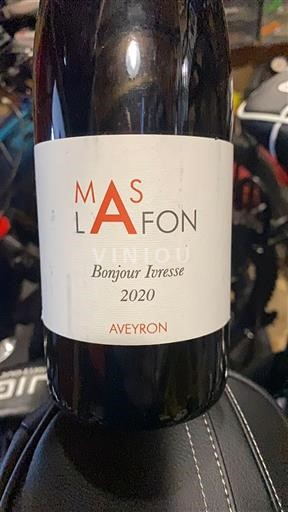 MAS
LAFON
VINIOU
Bonjour Ivresse
2020
AVEYRON